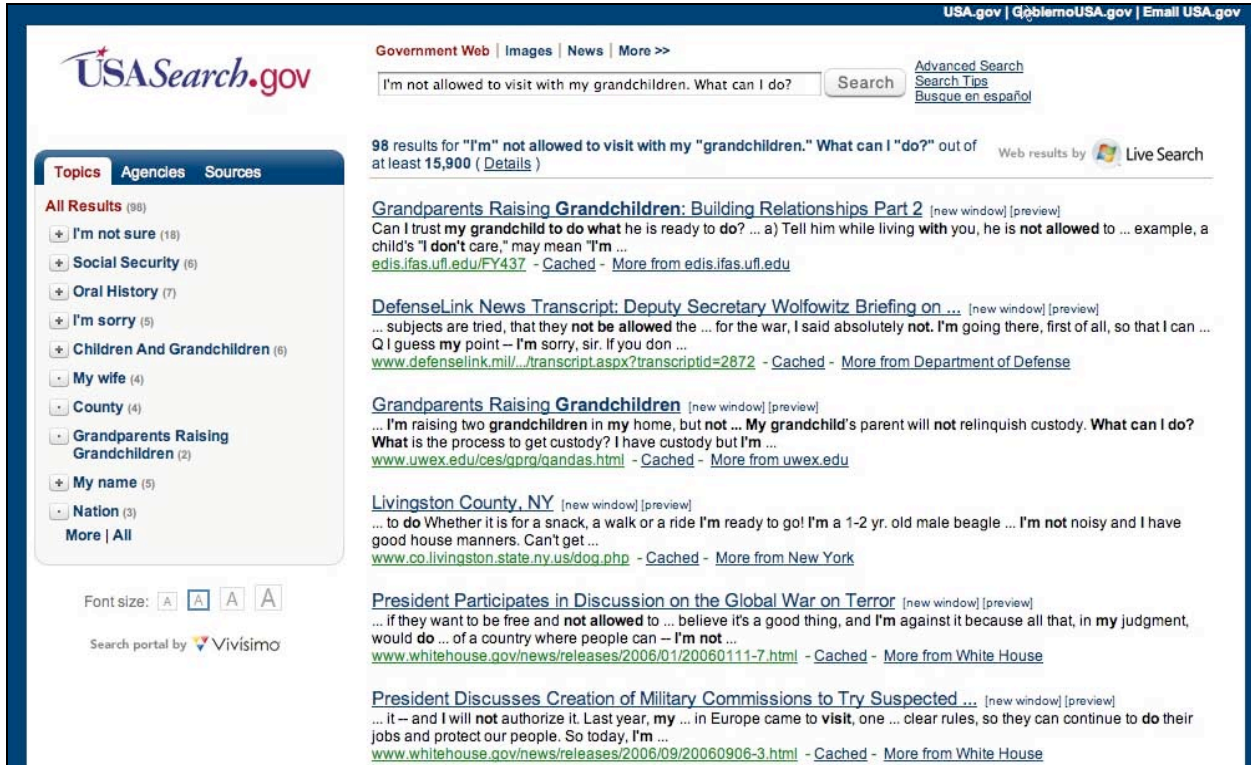 USA.gov | GobiernoUSA.gov | Email USA.gov
USASearch.gov
Government Web | Images | News | More >>
I'm not allowed to visit with my grandchildren. What can I do?
Search
Advanced Search
Search Tips
Busque en español
98 results for "I'm" not allowed to visit with my "grandchildren." What can I "do?" out of
at least 15,900 ( Details )
Web results by Live Search
Topics Agencies Sources
All Results (98)
+ I'm not sure (18)
+ Social Security (6)
+ Oral History (7)
+ I'm sorry (5)
+ Children And Grandchildren (6)
My wife (4)
County (4)
Grandparents Raising
Grandchildren (2)
+ My name (5)
Nation (3)
More | All
Font size: A A A A
Search portal by Vivísimo
Grandparents Raising Grandchildren: Building Relationships Part 2 [new window] [preview]
Can I trust my grandchild to do what he is ready to do? ... a) Tell him while living with you, he is not allowed to ... example, a
child's "I don't care," may mean "I'm ...
edis.ifas.ufl.edu/FY437 - Cached - More from edis.ifas.ufl.edu
DefenseLink News Transcript: Deputy Secretary Wolfowitz Briefing on ... [new window] [preview]
... subjects are tried, that they not be allowed the ... for the war, I said absolutely not. I'm going there, first of all, so that I can ...
Q I guess my point -- I'm sorry, sir. If you don ...
www.defenselink.mil/.../transcript.aspx?transcriptid=2872 - Cached - More from Department of Defense
Grandparents Raising Grandchildren [new window] [preview]
... I'm raising two grandchildren in my home, but not ... My grandchild's parent will not relinquish custody. What can I do?
What is the process to get custody? I have custody but I'm ...
www.uwex.edu/ces/gprg/qandas.html - Cached - More from uwex.edu
Livingston County, NY [new window] [preview]
... to do Whether it is for a snack, a walk or a ride I'm ready to go! I'm a 1-2 yr. old male beagle ... I'm not noisy and I have
good house manners. Can't get ...
www.co.livingston.state.ny.us/dog.php - Cached - More from New York
President Participates in Discussion on the Global War on Terror [new window] [preview]
... if they want to be free and not allowed to ... believe it's a good thing, and I'm against it because all that, in my judgment,
would do ... of a country where people can -- I'm not ...
www.whitehouse.gov/news/releases/2006/01/20060111-7.html - Cached - More from White House
President Discusses Creation of Military Commissions to Try Suspected ... [new window] [preview]
... it -- and I will not authorize it. Last year, my ... in Europe came to visit, one ... clear rules, so they can continue to do their
jobs and protect our people. So today, I'm ...
www.whitehouse.gov/news/releases/2006/09/20060906-3.html - Cached - More from White House